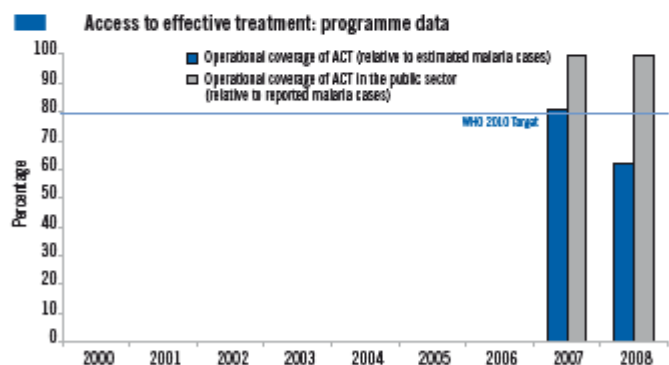 Access to effective treatment: programme data
100
Operational coverage of ACT (relative to estimated malaria cases)
90
Operational coverage of ACT in the public sector
(relative to reported malaria cases)
80
WHO 2010 Target
70
60
50
40
30
20
10
0
Percentage
2000 2001 2002 2003 2004 2005 2006 2007 2008